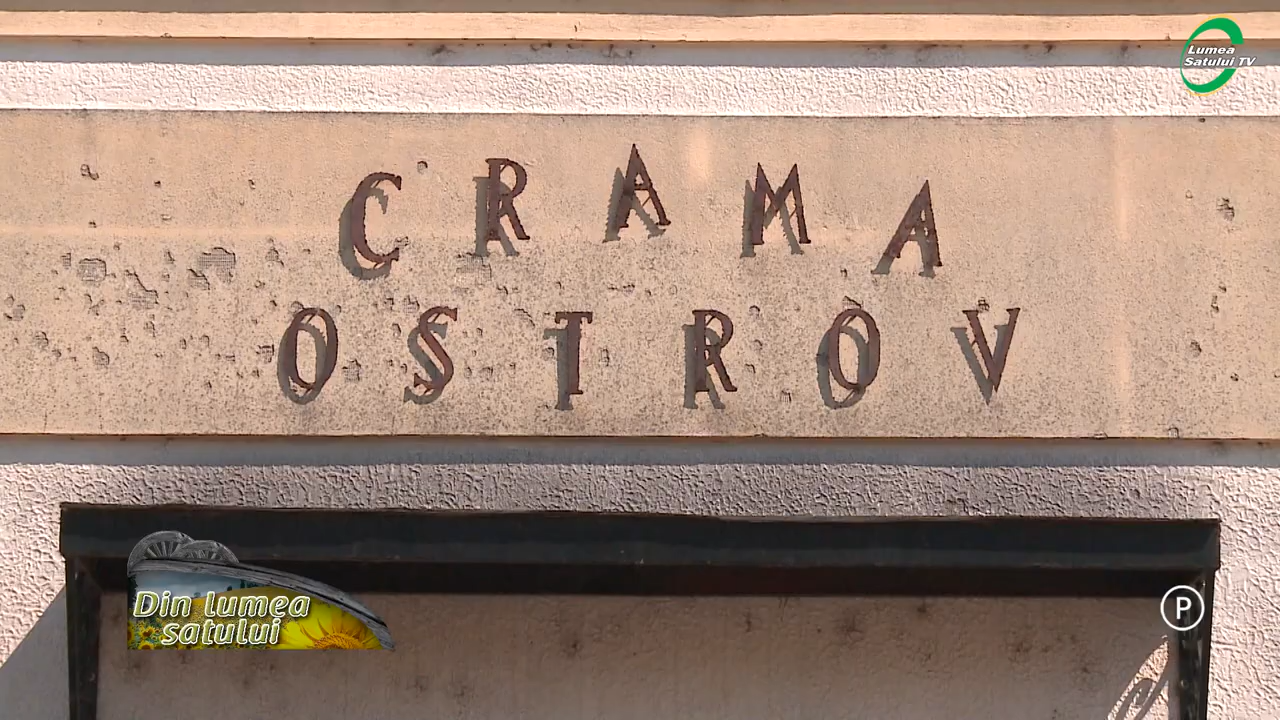 Lumea
Satului TV
CRAMA
OSTROV
Din lumea
satului
P